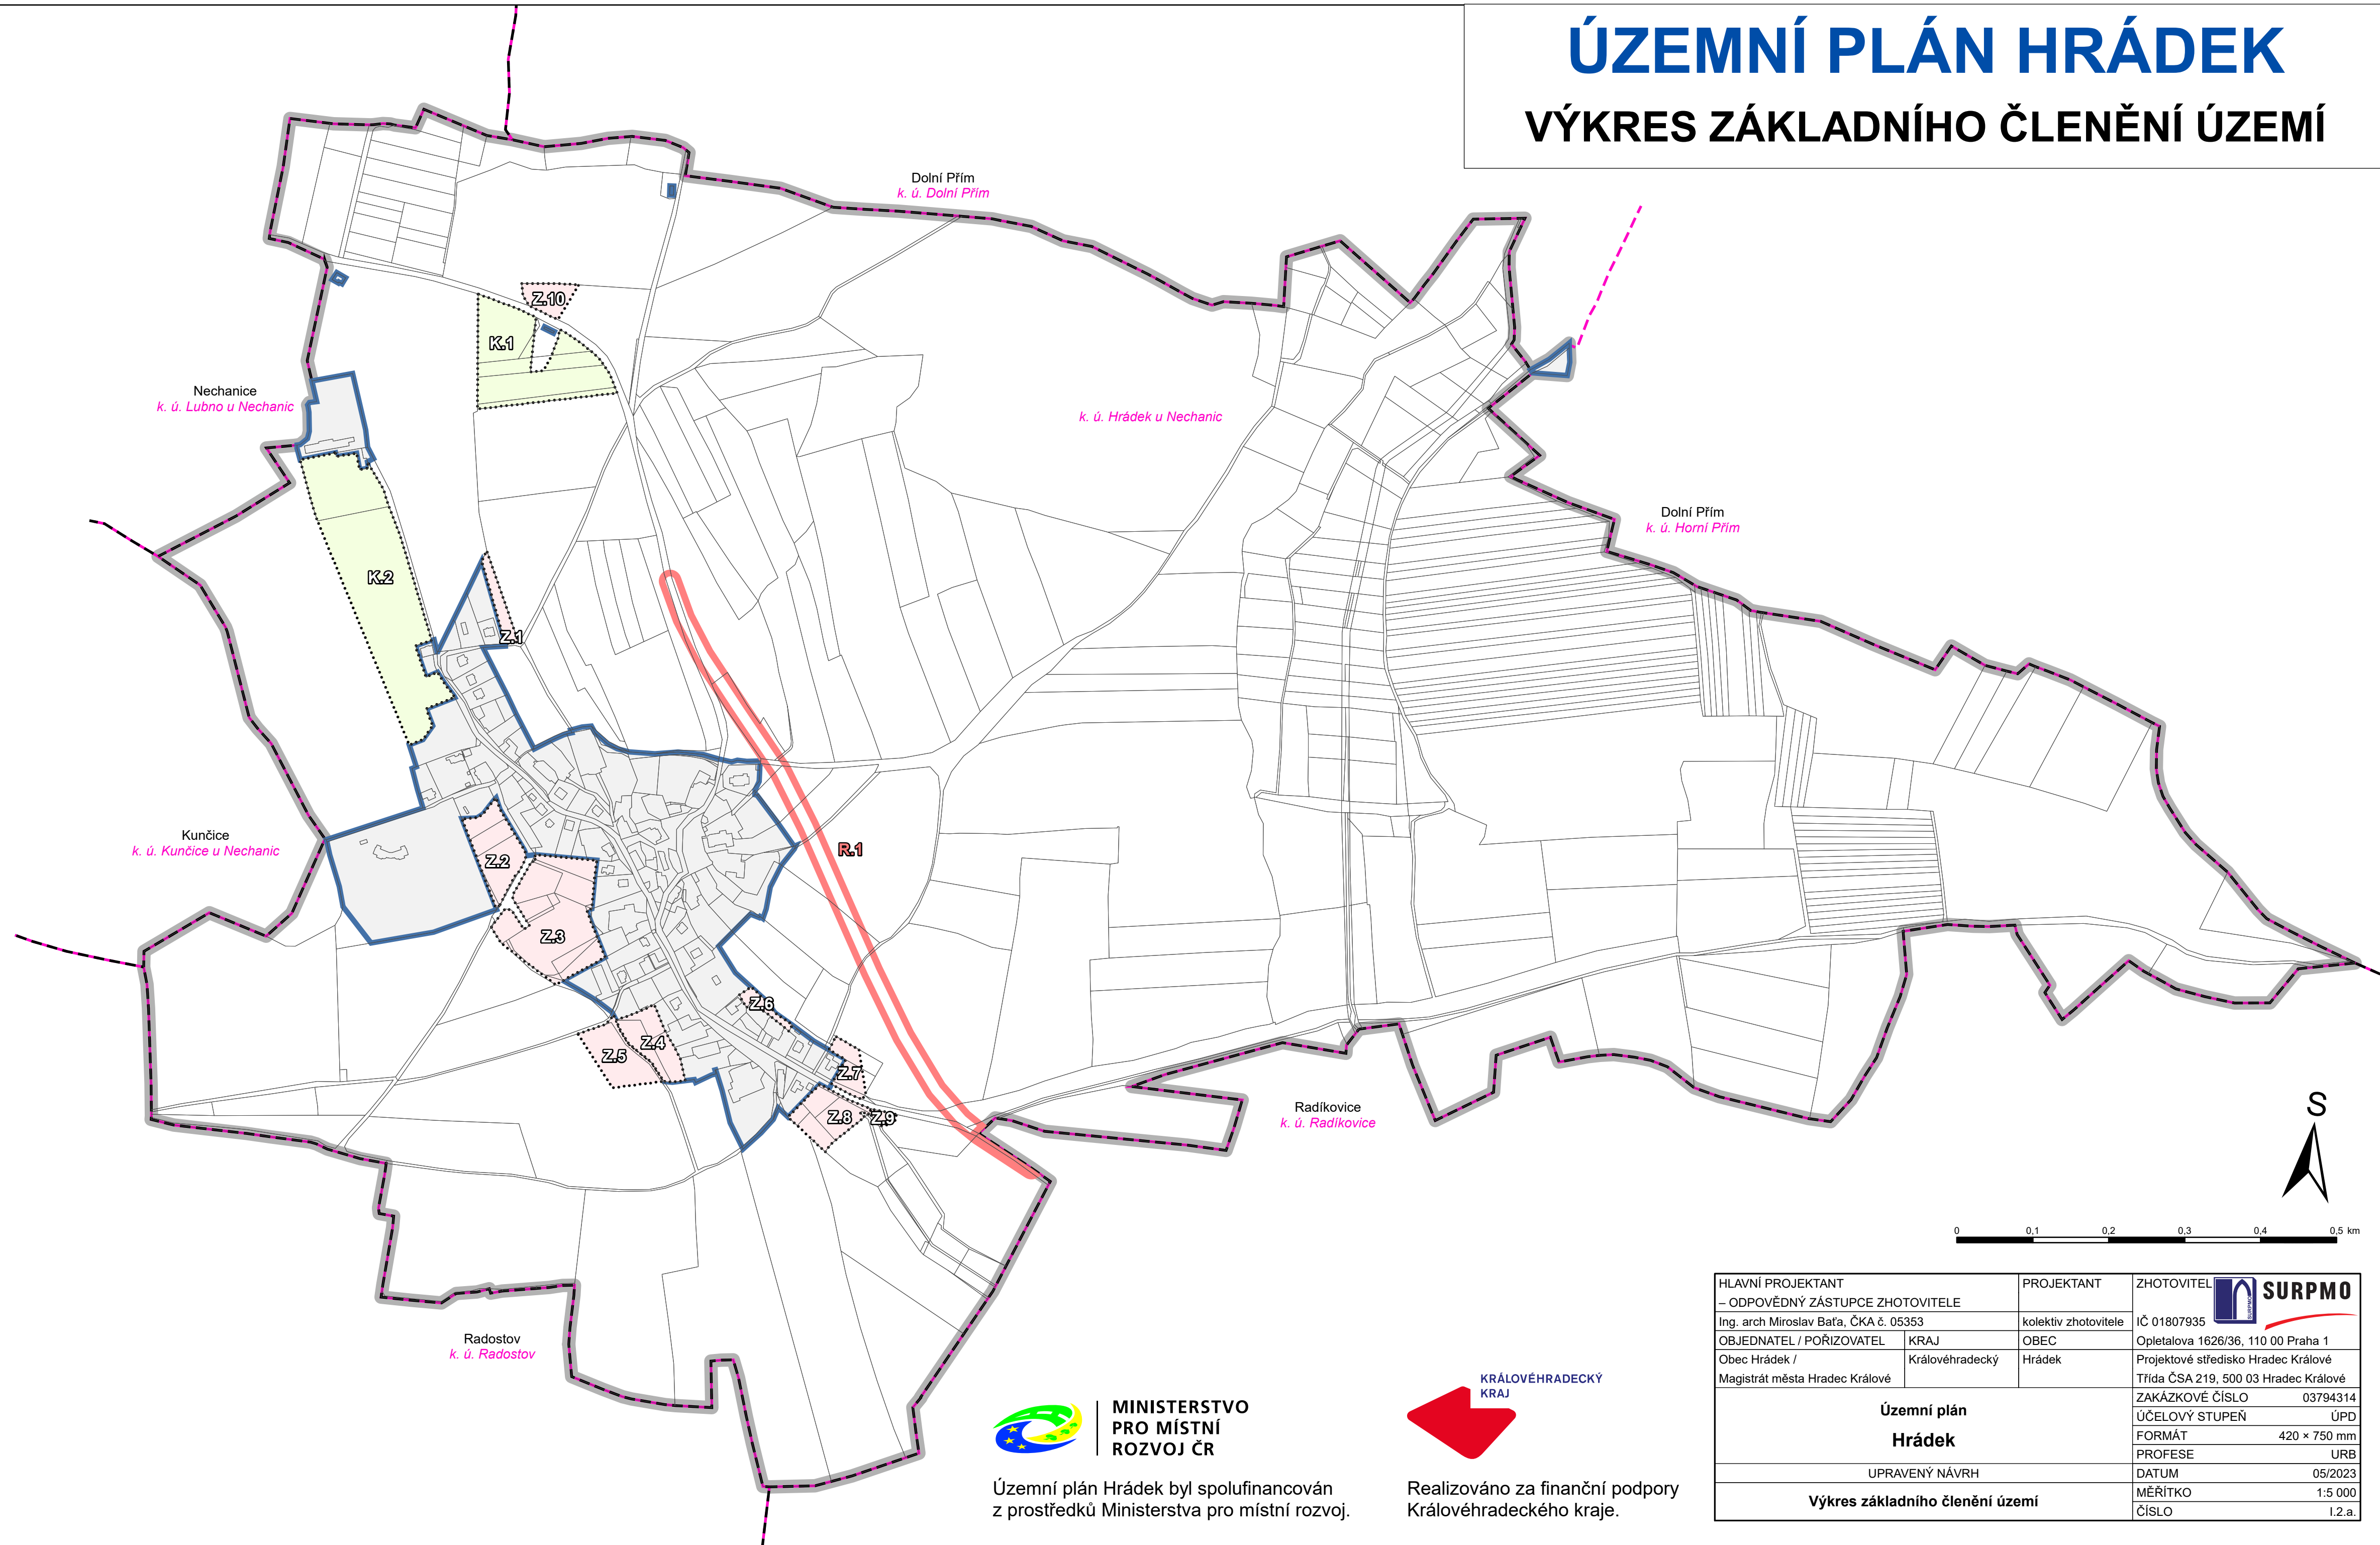 ÚZEMNÍ PLÁN HRÁDEK
VÝKRES ZÁKLADNÍHO ČLENĚNÍ ÚZEMÍ
Dolní Přím
k. ú. Dolní Přím
Z.10
K.1
Nechanice
k. ú. Lubno u Nechanic
k. ú. Hrádek u Nechanic
Dolní Přím
k. ú. Horní Přím
K.2
Z.1
Kunčice
k. ú. Kunčice u Nechanic
R.1
Z.2
Z.3
Z.6
Z.4
Z.5
Z.7
Z.8
Z.9
Radíkovice
k. ú. Radíkovice
S
0 0,1 0,2 0,3 0,4 0,5 km
Radostov
k. ú. Radostov
MINISTERSTVO
PRO MÍSTNÍ
ROZVOJ ČR
Územní plán Hrádek byl spolufinancován
z prostředků Ministerstva pro místní rozvoj.
KRÁLOVÉHRADECKÝ
KRAJ
Realizováno za finanční podpory
Královéhradeckého kraje.
HLAVNÍ PROJEKTANT
– ODPOVĚDNÝ ZÁSTUPCE ZHOTOVITELE
PROJEKTANT
ZHOTOVITEL
SURPMO
SURPMO
Ing. arch Miroslav Baťa, ČKA č. 05353
kolektiv zhotovitele
IČ 01807935
OBJEDNATEL / POŘIZOVATEL
KRAJ
OBEC
Opletalova 1626/36, 110 00 Praha 1
Obec Hrádek /
Magistrát města Hradec Králové
Královéhradecký
Hrádek
Projektové středisko Hradec Králové
Třída ČSA 219, 500 03 Hradec Králové
Územní plán
Hrádek
ZAKÁZKOVÉ ČÍSLO 03794314
ÚČELOVÝ STUPEŇ ÚPD
FORMÁT 420 × 750 mm
PROFESE URB
UPRAVENÝ NÁVRH
DATUM 05/2023
Výkres základního členění území
MĚŘÍTKO 1:5 000
ČÍSLO I.2.a.